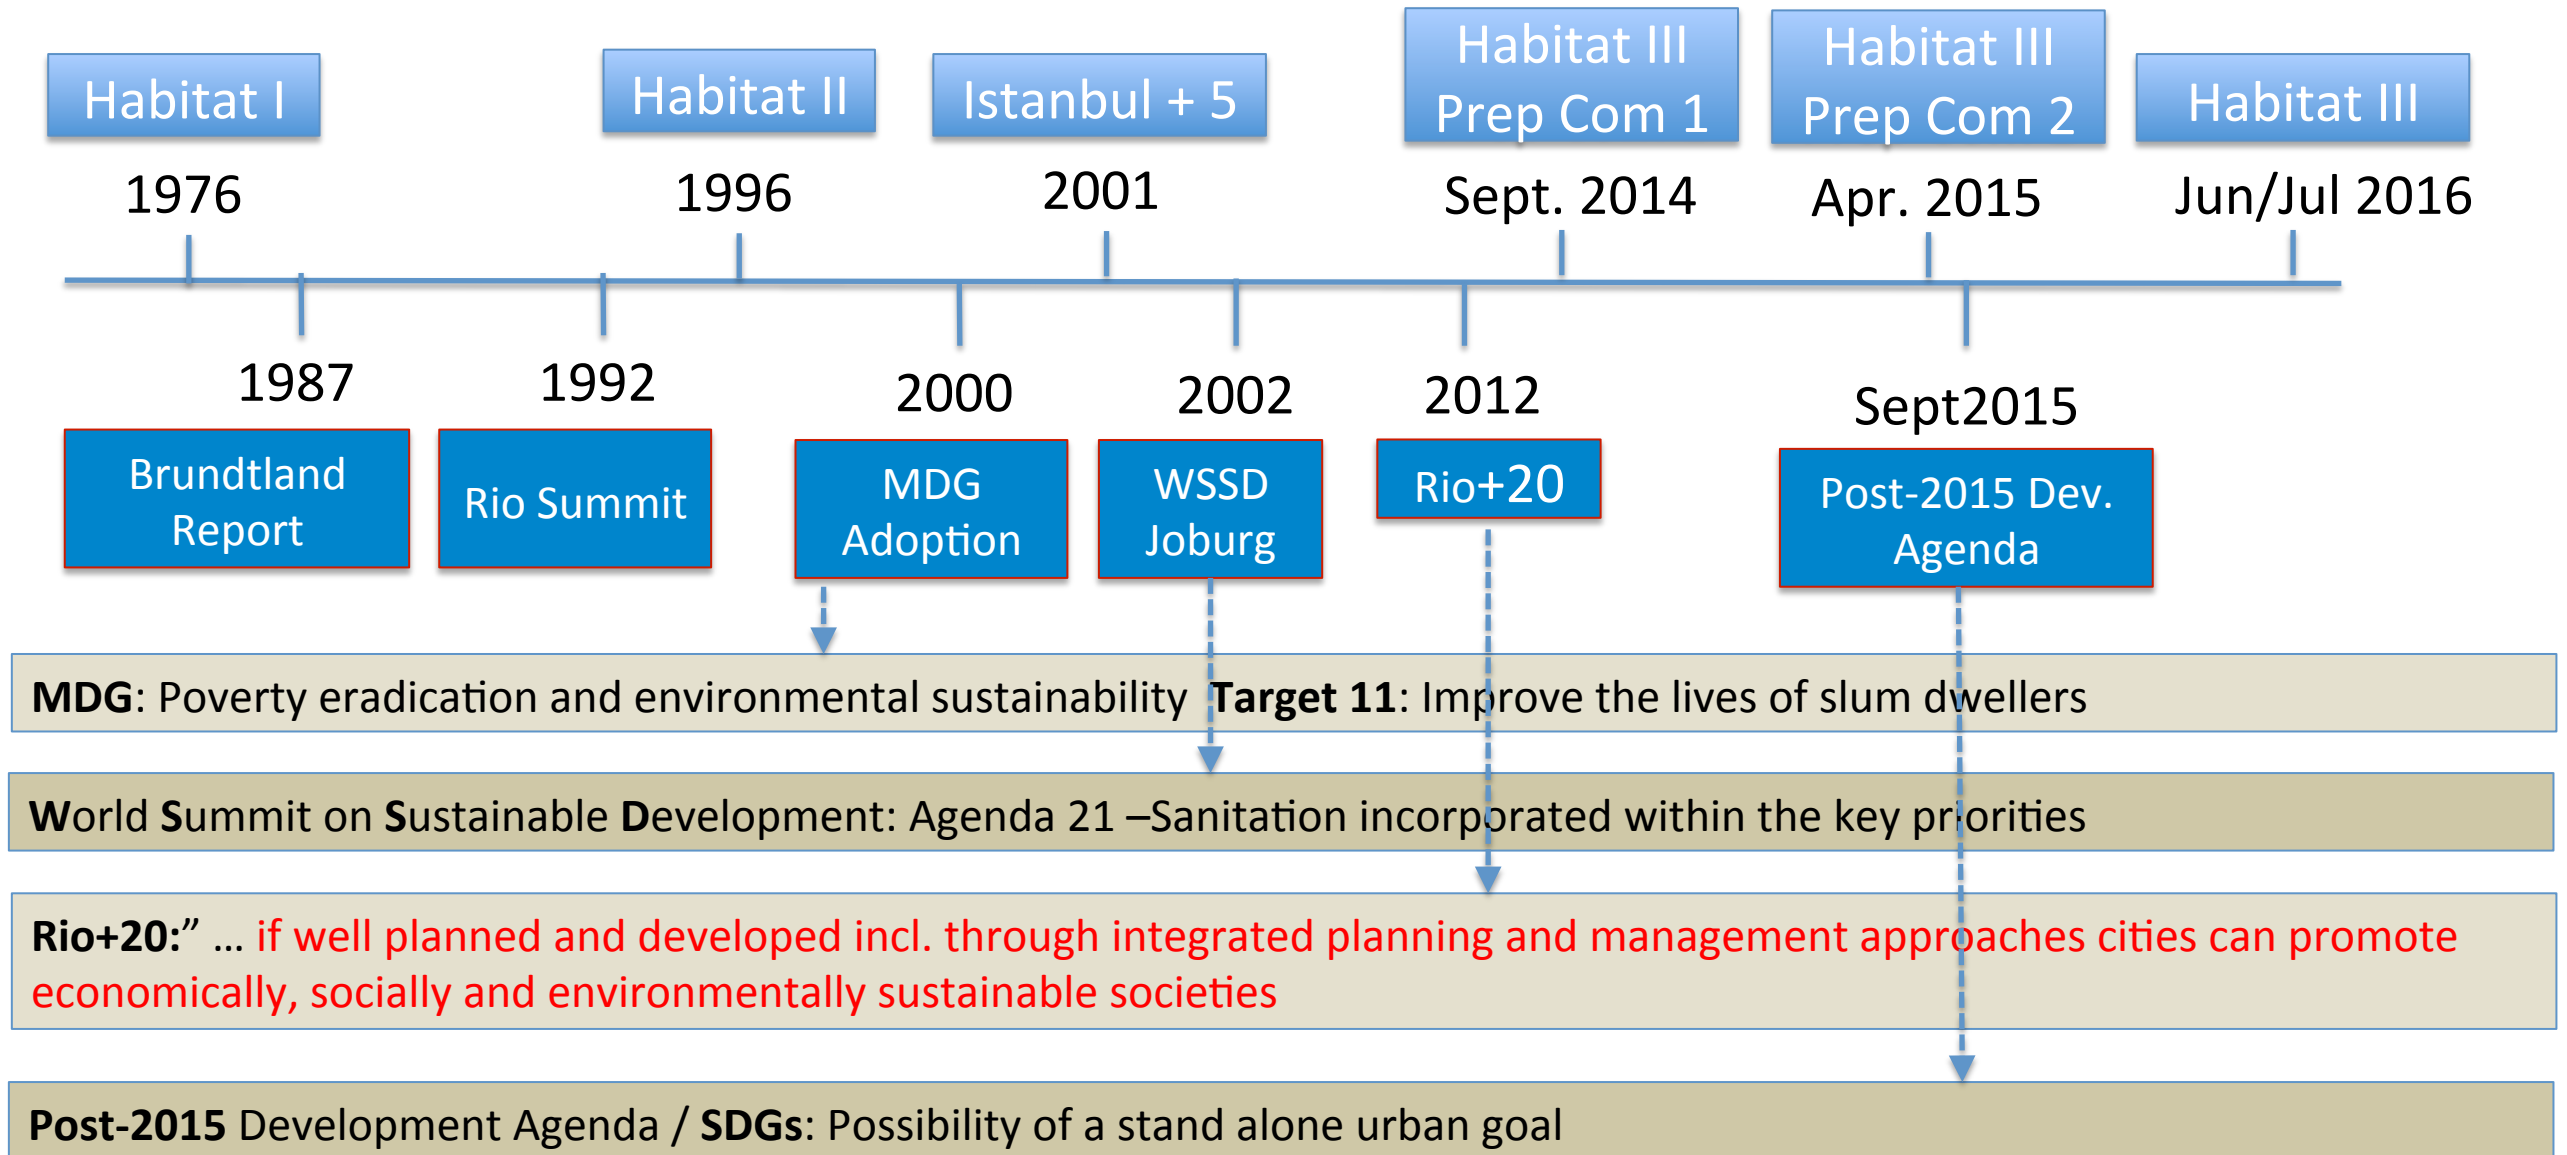 Habitat I
Habitat II
Istanbul + 5
Habitat III
Prep Com 1
Habitat III
Prep Com 2
Habitat III
1976
1996
2001
Sept. 2014
Apr. 2015
Jun/Jul 2016
1987
1992
2000
2002
2012
Sept2015
Brundtland
Report
Rio Summit
MDG
Adoption
WSSD
Joburg
Rio+20
Post-2015 Dev.
Agenda
MDG: Poverty eradication and environmental sustainability Target 11: Improve the lives of slum dwellers
World Summit on Sustainable Development: Agenda 21 –Sanitation incorporated within the key priorities
Rio+20:” … if well planned and developed incl. through integrated planning and management approaches cities can promote
economically, socially and environmentally sustainable societies
Post-2015 Development Agenda / SDGs: Possibility of a stand alone urban goal